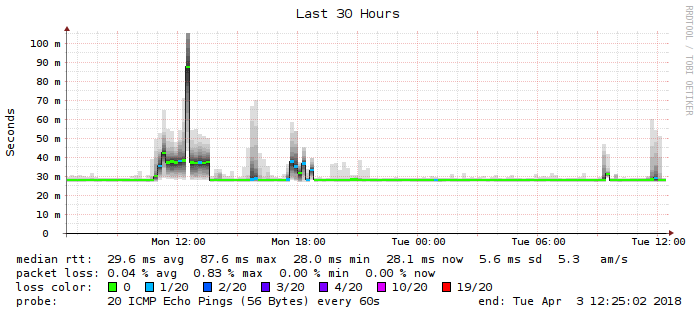 Last 30 Hours
RRDTOOL / TOBI OETIKER
Seconds
100 m
90 m
80 m
70 m
60 m
50 m
40 m
30 m
20 m
10 m
0
Mon 12:00 Mon 18:00 Tue 00:00 Tue 06:00 Tue 12:00
median rtt: 29.6 ms avg 87.6 ms max 28.0 ms min 28.1 ms now 5.6 ms sd 5.3 am/s
packet loss: 0.04 % avg 0.83 % max 0.00 % min 0.00 % now
loss color: 0 1/20 2/20 3/20 4/20 10/20 19/20
probe: 20 ICMP Echo Pings (56 Bytes) every 60s end: Tue Apr 3 12:25:02 2018